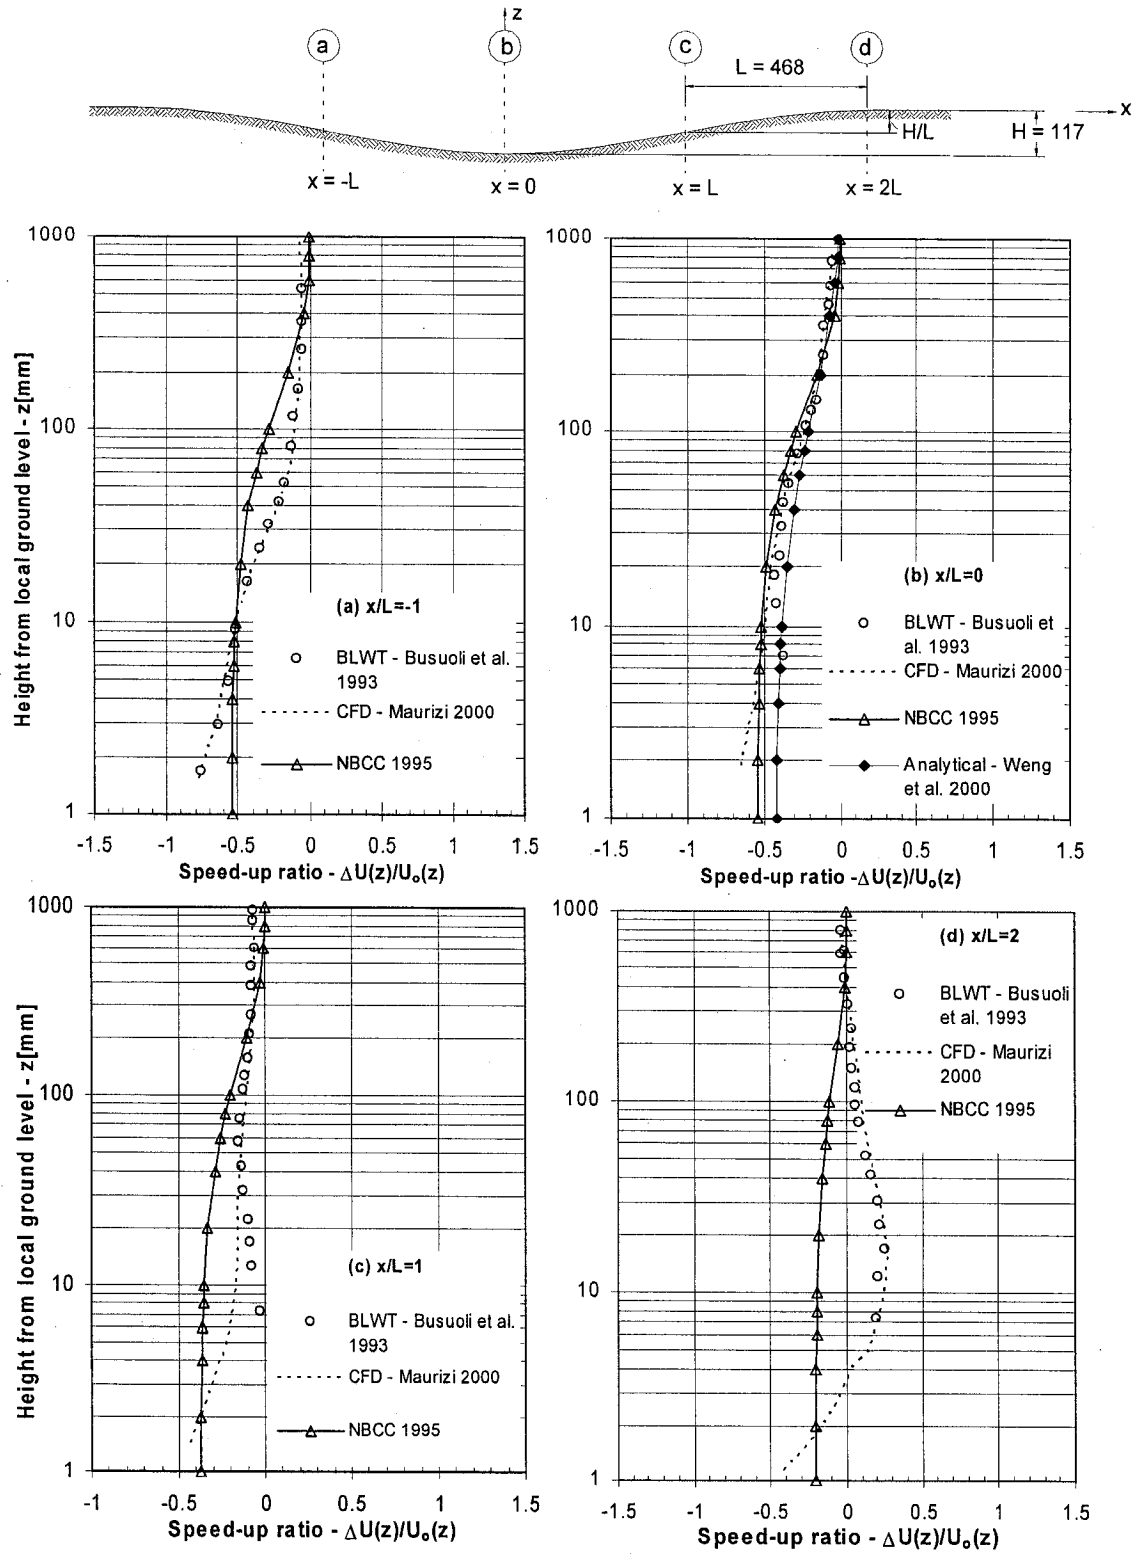 z
a
b
c
d
L = 468
x
H/L
H = 117
x = -L
x = 0
x = L
x = 2L
Height from local ground level - z[mm]
1000
100
10
1
-1.5
-1
-0.5
0
0.5
1
1.5
(a) x/L=-1
BLWT - Busuoli et al.
1993
CFD - Maurizi 2000
NBCC 1995
Speed-up ratio - ΔU(z)/Uₒ(z)
1000
100
10
1
-1.5
-1
-0.5
0
0.5
1
1.5
(b) x/L=0
BLWT - Busuoli et
al. 1993
CFD - Maurizi 2000
NBCC 1995
Analytical - Weng
et al. 2000
Speed-up ratio - ΔU(z)/Uₒ(z)
Height from local ground level - z[mm]
1000
100
10
1
-1
-0.5
0
0.5
1
1.5
(c) x/L=1
BLWT - Busuoli et al.
1993
CFD - Maurizi 2000
NBCC 1995
Speed-up ratio - ΔU(z)/Uₒ(z)
1000
100
10
1
-1.5
-1
-0.5
0
0.5
1
1.5
(d) x/L=2
BLWT - Busuoli
et al. 1993
CFD - Maurizi
2000
NBCC 1995
Speed-up ratio - ΔU(z)/Uₒ(z)